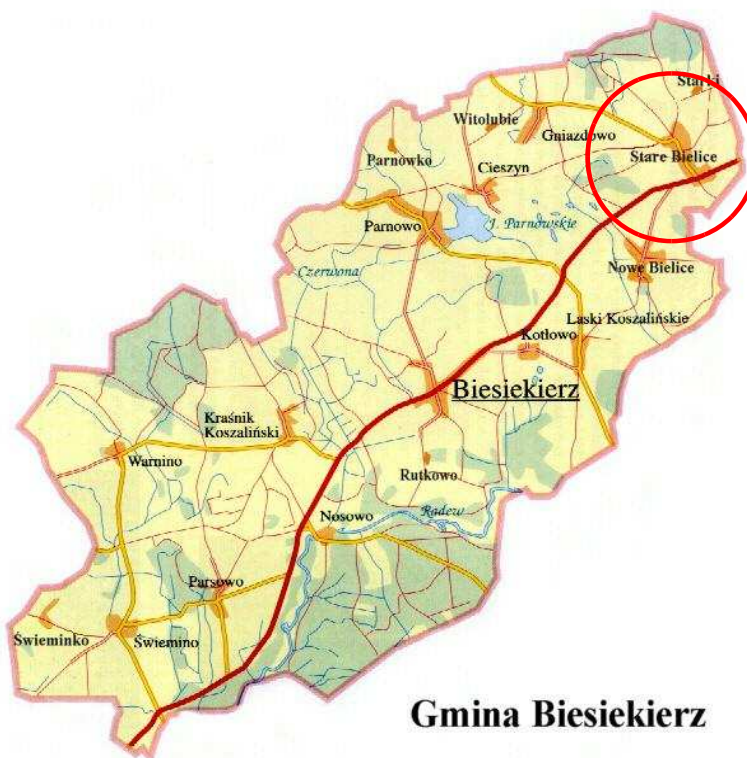 Starki
Witolubie
Gniazdowo
Stare Bielice
Parnówko
Cieszyn
J. Parnowskie
Parnowo
Czerwona
Nowe Bielice
Laski Koszalińskie
Kotłowo
Biesiekierz
Kraśnik
Koszaliński
Warnino
Rutkowo
Nosowo
Radew
Parsowo
Świeminko
Świemino
Gmina Biesiekierz